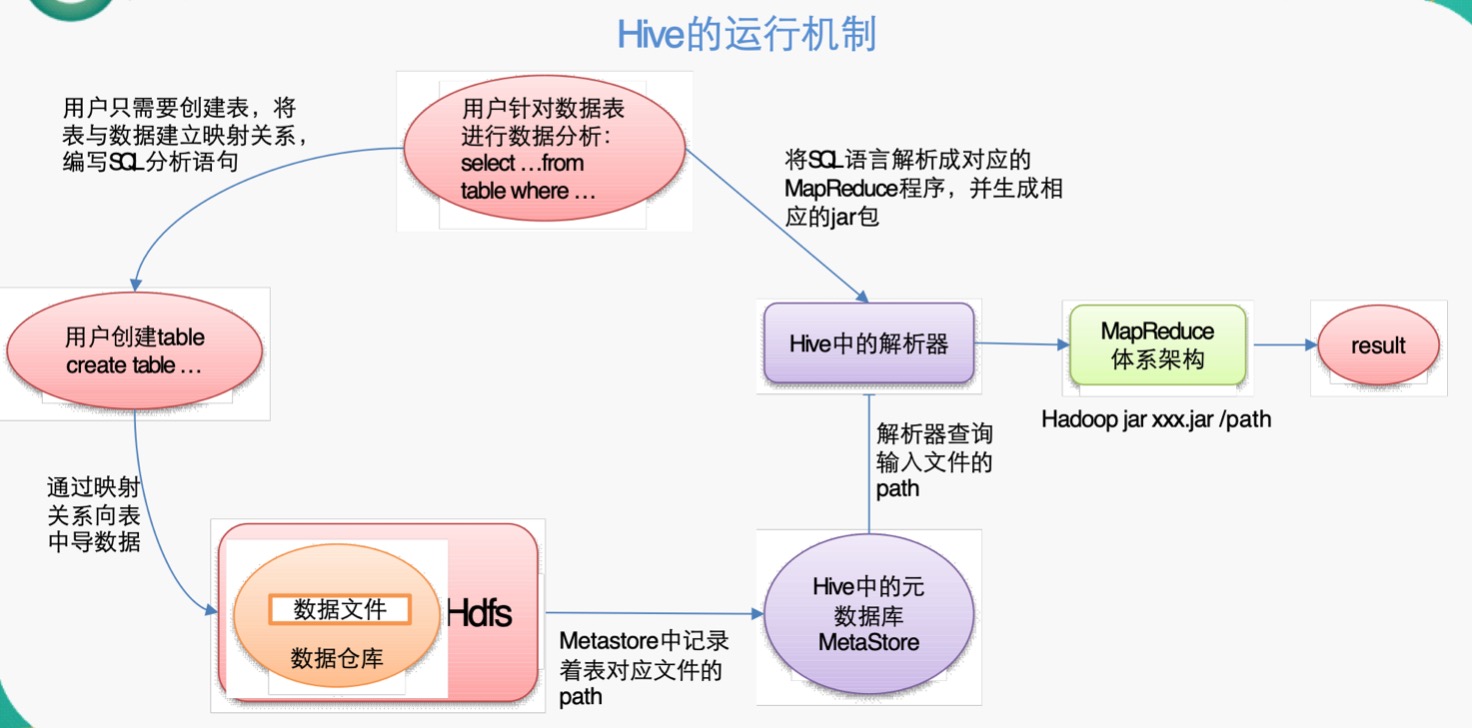 Hive的运行机制
用户只需要创建表，将
表与数据建立映射关系，
编写SQL分析语句
用户针对数据表
进行数据分析：
select …from
table where …
将SQL语言解析成对应的
MapReduce程序，并生成相
应的jar包
用户创建table
create table …
Hive中的解析器
MapReduce
体系架构
result
Hadoop jar xxx.jar /path
解析器查询
输入文件的
path
通过映射
关系向表
中导数据
数据文件
数据仓库
Hdfs
Metastore中记录
着表对应文件的
path
Hive中的元
数据库
MetaStore